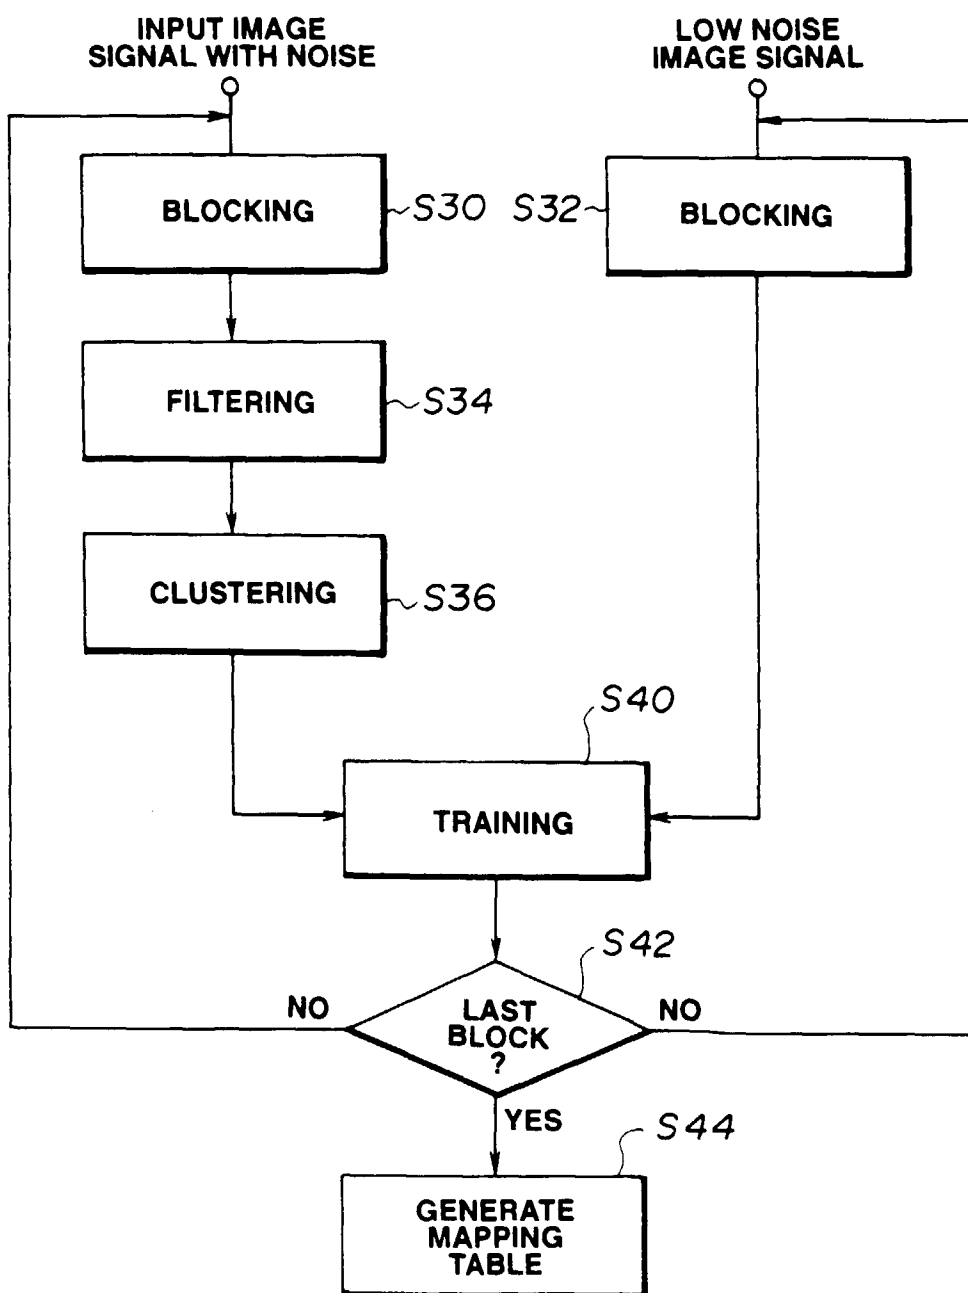 INPUT IMAGE
SIGNAL WITH NOISE
LOW NOISE
IMAGE SIGNAL
BLOCKING
S30
S32
BLOCKING
FILTERING
S34
CLUSTERING
S36
S40
TRAINING
S42
NO
LAST
BLOCK
?
NO
YES
S44
GENERATE
MAPPING
TABLE